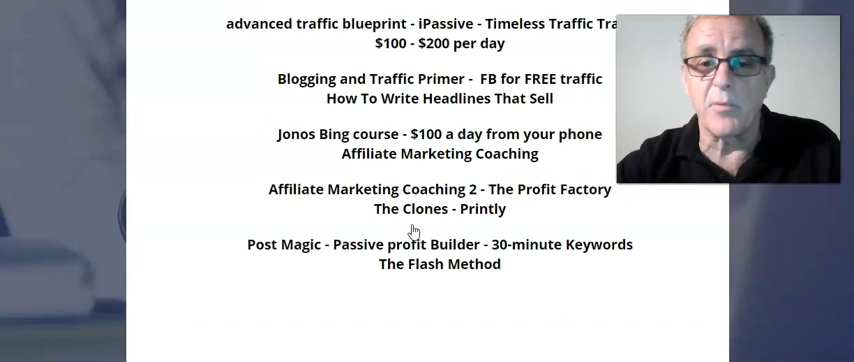 advanced traffic blueprint - iPassive - Timeless Traffic
$100 - $200 per day
Blogging and Traffic Primer - FB for FREE traffic
How To Write Headlines That Sell
Jonos Bing course - $100 a day from your phone
Affiliate Marketing Coaching
Affiliate Marketing Coaching 2 - The Profit Factory
The Clones - Printly
Post Magic - Passive profit Builder - 30-minute Keywords
The Flash Method